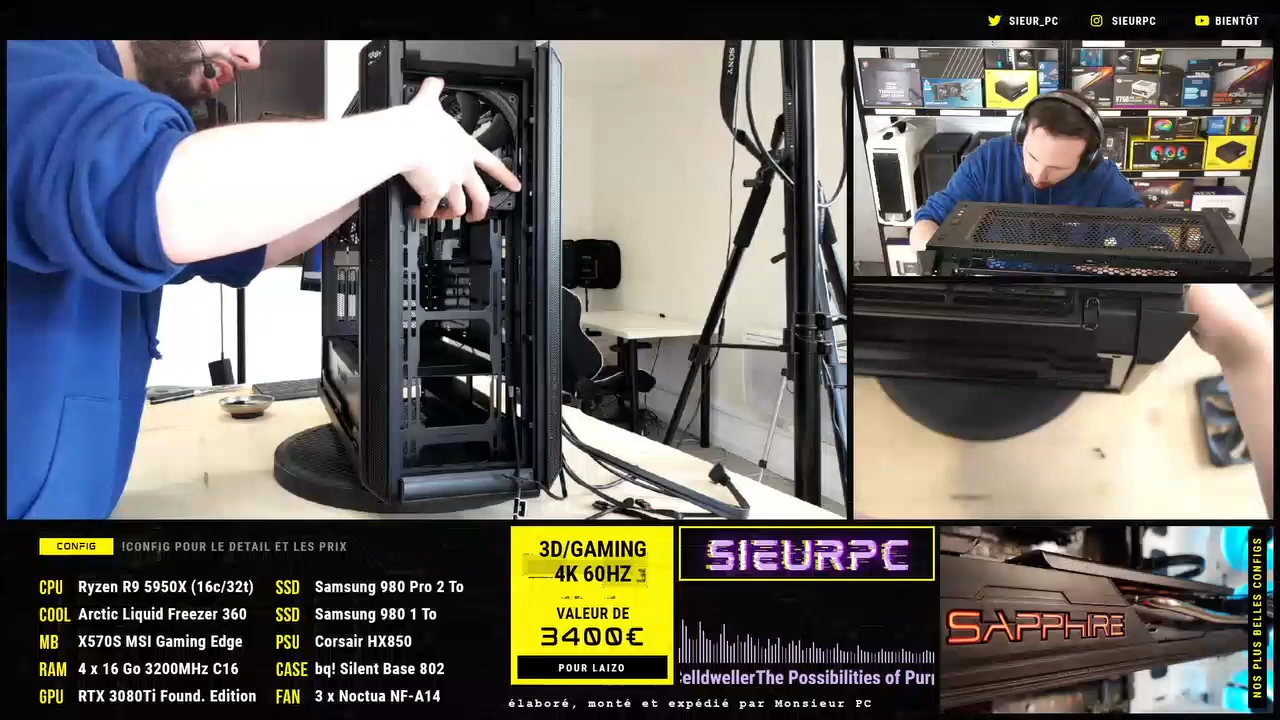 SIEUR_PC
SIEURPC
BIENTÔT
SONY
CONFIG
!CONFIG POUR LE DETAIL ET LES PRIX
CPU Ryzen R9 5950X (16c/32t)
COOL Arctic Liquid Freezer 360
MB X570S MSI Gaming Edge
RAM 4 x 16 Go 3200MHz C16
GPU RTX 3080Ti Found. Edition
SSD Samsung 980 Pro 2 To
SSD Samsung 980 1 To
PSU Corsair HX850
CASE bq! Silent Base 802
FAN 3 x Noctua NF-A14
3D/GAMING
4K 60HZ
VALEUR DE
3400€
POUR LAIZO
SIEURPC
elldwellerThe Possibilities of Pur
élaboré, monté et expédié par Monsieur PC
SAPPHIRE
NOS PLUS BELLES CONFIGS